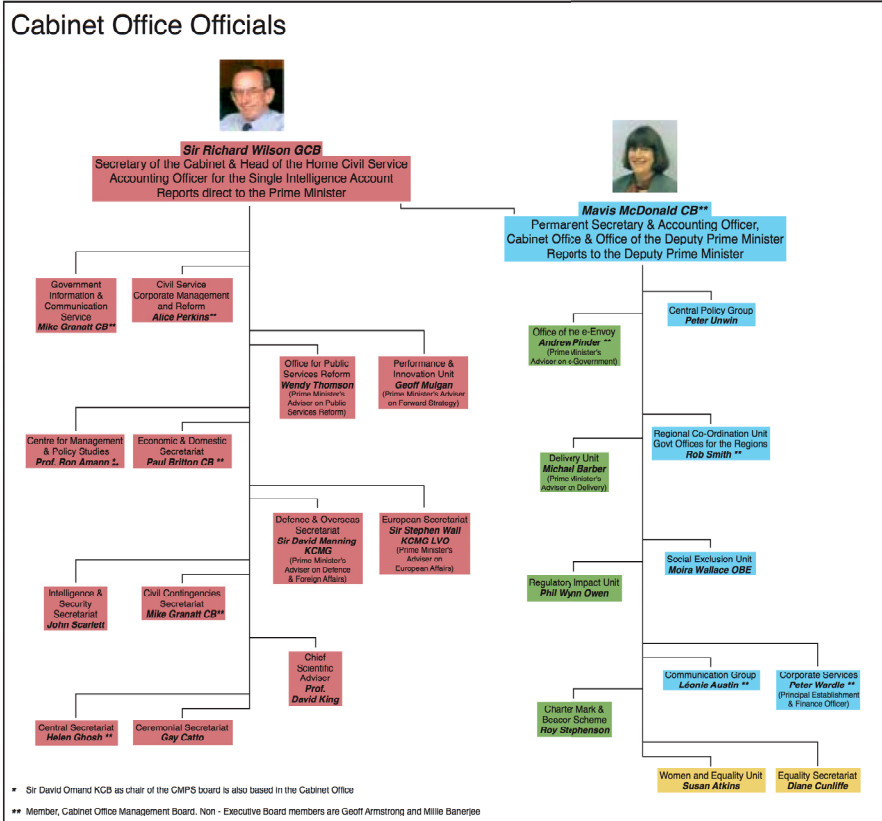 Cabinet Office Officials
Sir Richard Wilson GCB
Secretary of the Cabinet & Head of the Home Civil Service
Accounting Officer for the Single Intelligence Account
Reports direct to the Prime Minister
Mavis McDonald CB**
Permanent Secretary & Accounting Officer,
Cabinet Office & Office of the Deputy Prime Minister
Reports to the Deputy Prime Minister
Government
Information &
Communication
Service
Mike Granatt CB**
Civil Service
Corporate Management
and Reform
Alice Perkins**
Office for Public
Services Reform
Wendy Thomson
(Prime Minister's
Adviser on Public
Services Reform)
Performance &
Innovation Unit
Geoff Mulgan
(Prime Minister's Adviser
on Forward Strategy)
Centre for Management
& Policy Studies
Prof. Ron Amann
Economic & Domestic
Secretariat
Paul Britton CB **
Defence & Overseas
Secretariat
Sir David Manning
KCMG
(Prime Minister's
Adviser on Defence
& Foreign Affairs)
European Secretariat
Sir Stephen Wall
KCMG LVO
(Prime Minister's
Adviser on
European Affairs)
Intelligence &
Security
Secretariat
John Scarlett
Civil Contingencies
Secretariat
Mike Granatt CB**
Chief
Scientific
Adviser
Prof.
David King
Central Secretariat
Helen Ghosh **
Ceremonial Secretariat
Gay Catto
Central Policy Group
Peter Unwin
Office of the e-Envoy
Andrew Pinder **
(Prime Minister's
Adviser on e-Government)
Regional Co-Ordination Unit
Govt Offices for the Regions
Rob Smith **
Delivery Unit
Michael Barber
(Prime Minister's
Adviser on Delivery)
Social Exclusion Unit
Moira Wallace OBE
Regulatory Impact Unit
Phil Wynn Owen
Communication Group
Léonie Austin **
Corporate Services
Peter Wardle **
(Principal Establishment
& Finance Officer)
Charter Mark &
Beacon Scheme
Roy Stephenson
Women and Equality Unit
Susan Atkins
Equality Secretariat
Diane Cunliffe
* Sir David Omand KCB as chair of the CMPS board is also based in the Cabinet Office
** Member, Cabinet Office Management Board. Non - Executive Board members are Geoff Armstrong and Millie Banerjee